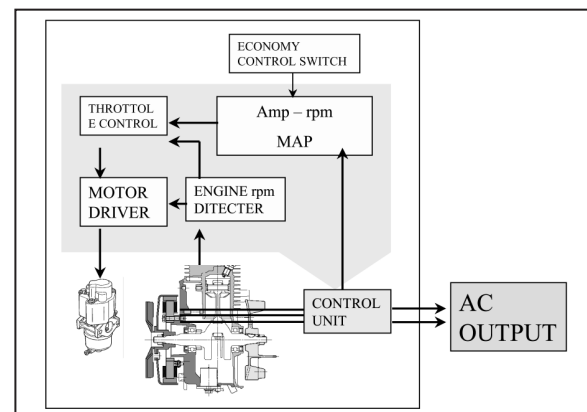 ECONOMY
CONTROL SWITCH
THROTTOL
E CONTROL
Amp – rpm
MAP
MOTOR
DRIVER
ENGINE rpm
DITECTER
CONTROL
UNIT
AC
OUTPUT